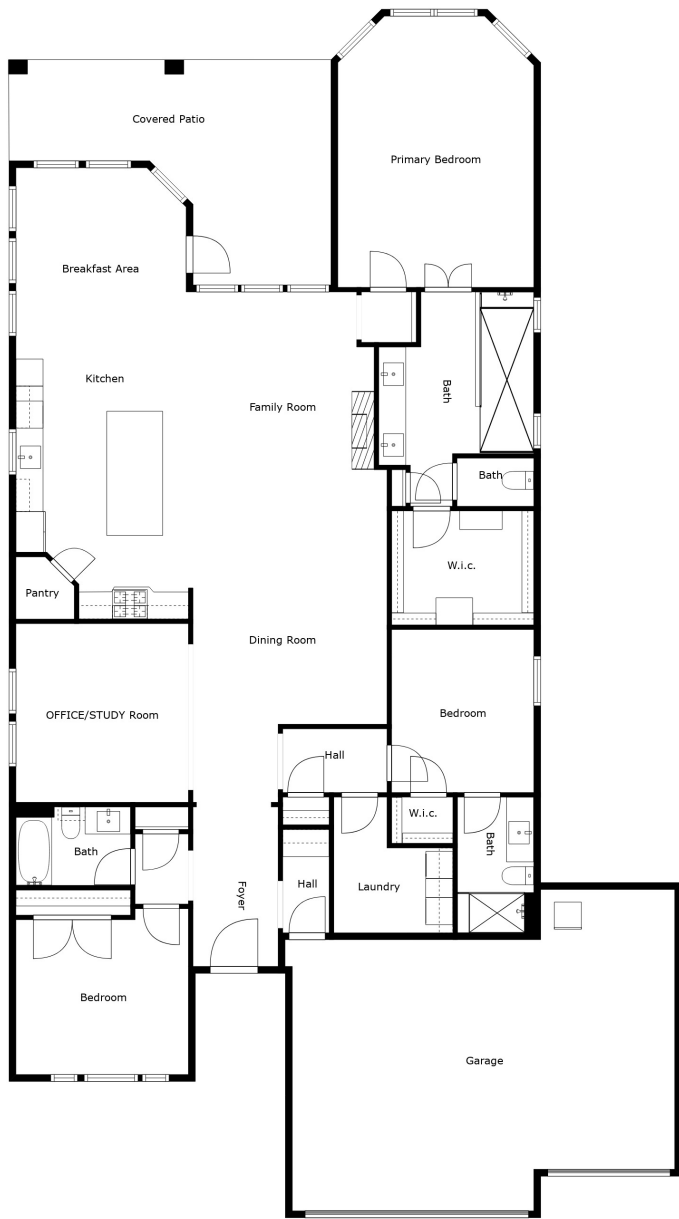 Covered Patio
Primary Bedroom
Breakfast Area
Kitchen
Family Room
Bath
Bath
W.i.c.
Pantry
Dining Room
OFFICE/STUDY Room
Bedroom
Hall
W.i.c.
Bath
Bath
Foyer
Hall
Laundry
Bedroom
Garage